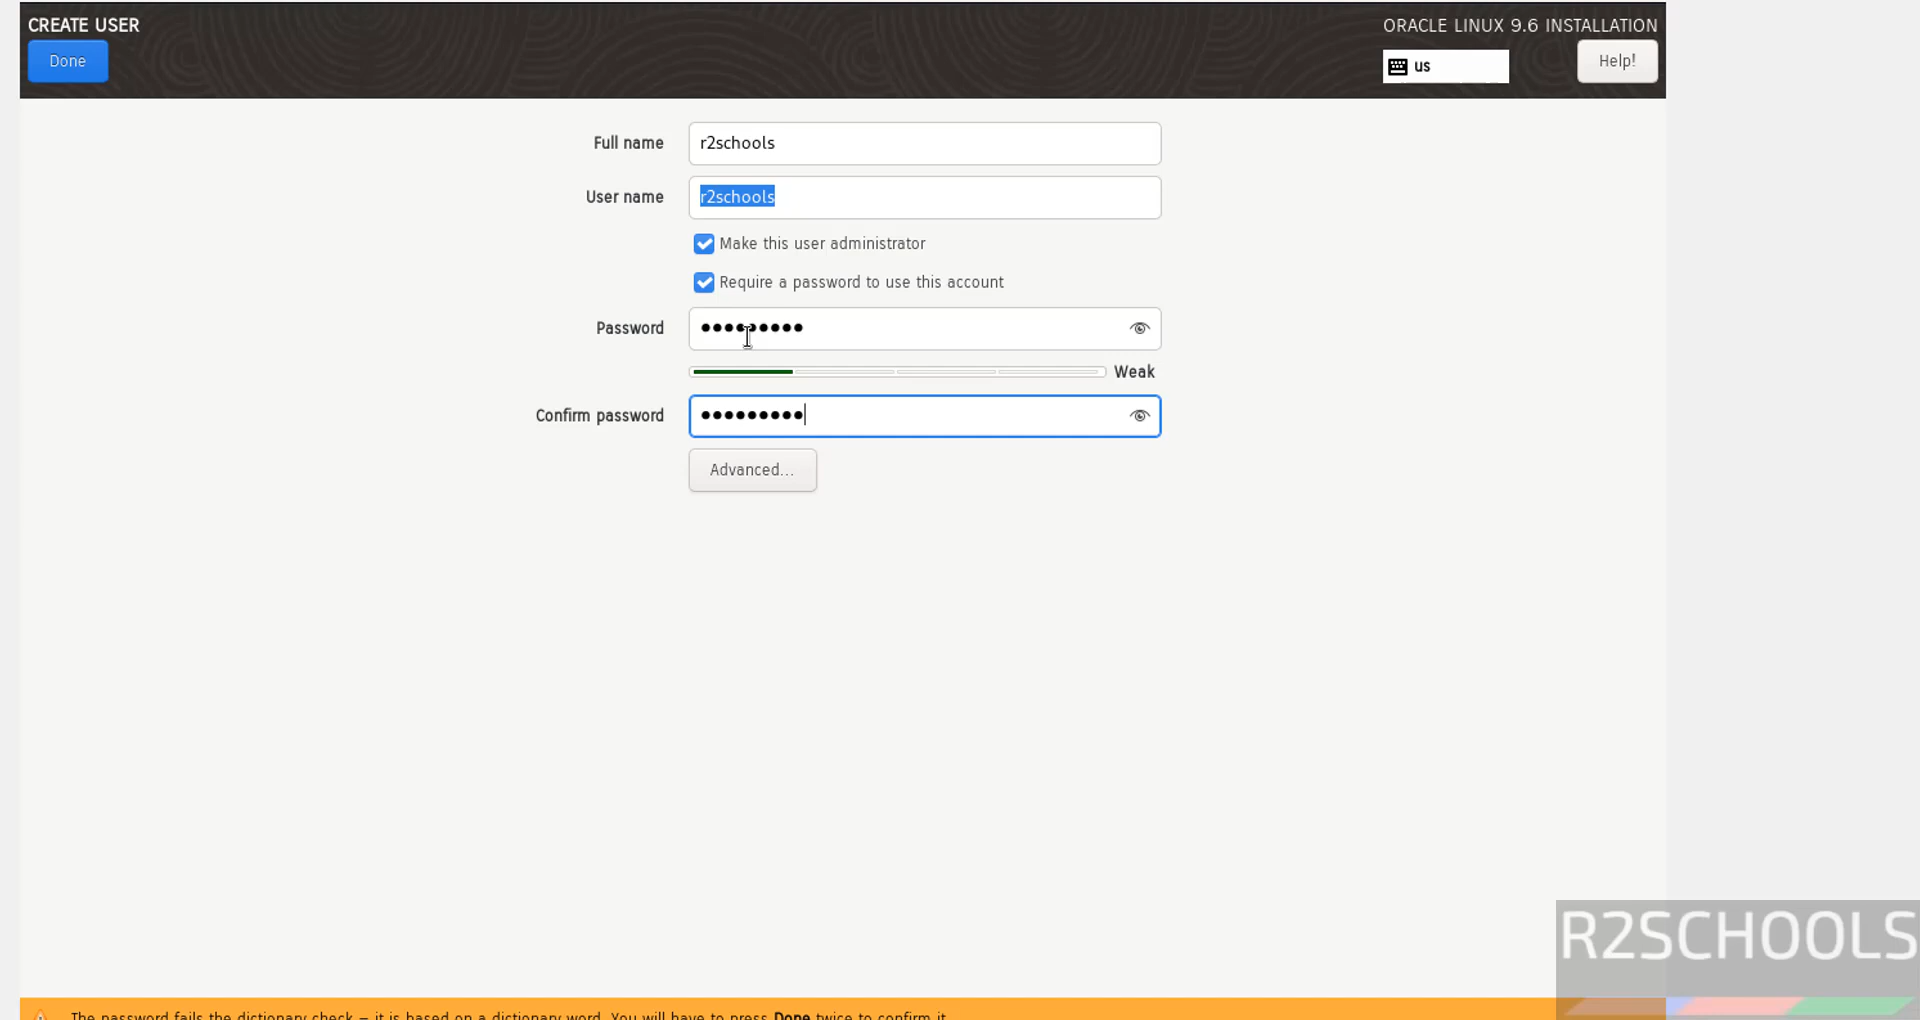 CREATE USER
ORACLE LINUX 9.6 INSTALLATION
Done
us
Help!
Full name
r2schools
User name
r2schools
Make this user administrator
Require a password to use this account
Password
●●●●●●●●●
Weak
Confirm password
●●●●●●●●●
Advanced...
R2SCHOOLS
The password fails the dictionary check – it is based on a dictionary word. You will have to press Done twice to confirm it.